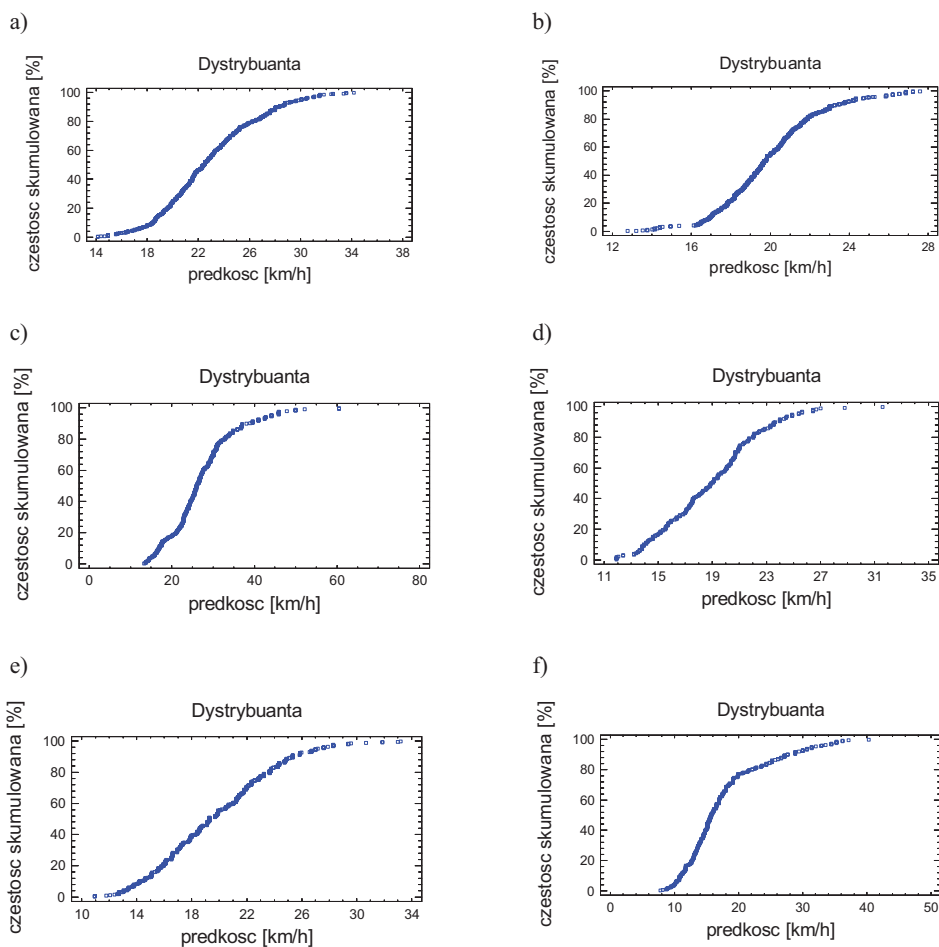 a)
Dystrybuanta
czestosc skumulowana [%]
100
80
60
40
20
0
14 18 22 26 30 34 38
predkosc [km/h]
b)
Dystrybuanta
czestosc skumulowana [%]
100
80
60
40
20
0
12 16 20 24 28
predkosc [km/h]
c)
Dystrybuanta
czestosc skumulowana [%]
100
80
60
40
20
0
0 20 40 60 80
predkosc [km/h]
d)
Dystrybuanta
czestosc skumulowana [%]
100
80
60
40
20
0
11 15 19 23 27 31 35
predkosc [km/h]
e)
Dystrybuanta
czestosc skumulowana [%]
100
80
60
40
20
0
10 14 18 22 26 30 34
predkosc [km/h]
f)
Dystrybuanta
czestosc skumulowana [%]
100
80
60
40
20
0
0 10 20 30 40 50
predkosc [km/h]